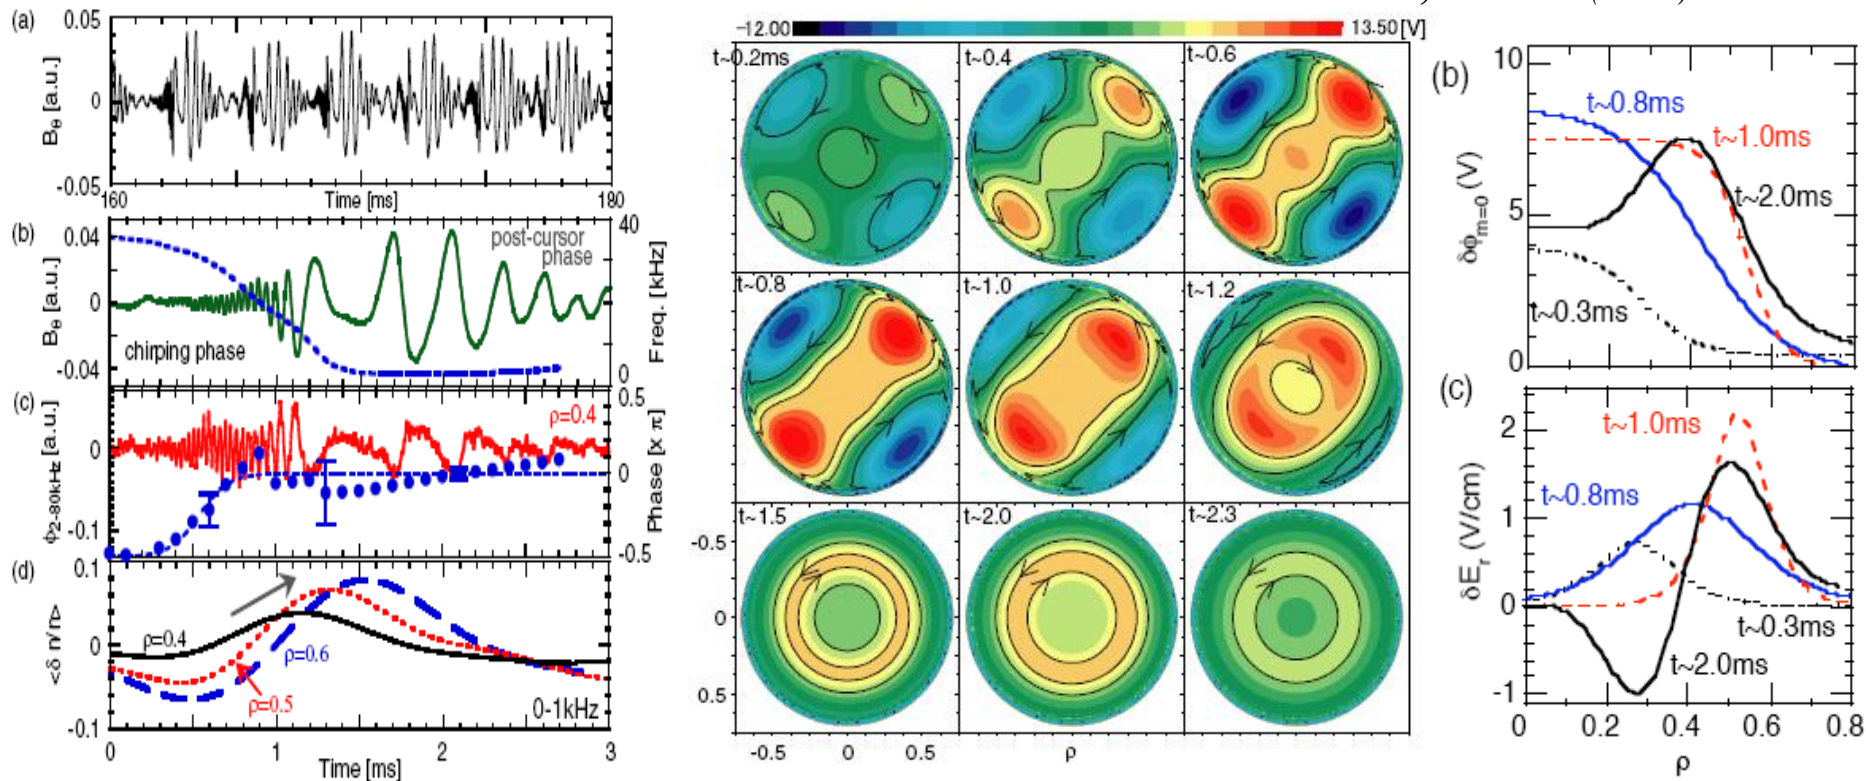 (a)
0.05
0
-0.05
Bθ [a.u.]
160
Time [ms]
180
(b)
0.04
0
-0.04
Bθ [a.u.]
post-cursor
phase
chirping phase
40
0
Freq. [kHz]
(c)
0
-0.1
Φ2-80kHz [a.u.]
ρ=0.4
0.5
0
-0.5
Phase [x π]
(d)
0.1
0
-0.1
<δ n/n>
ρ=0.4
ρ=0.6
ρ=0.5
0-1kHz
0
1
2
3
Time [ms]
-12.00
13.50[V]
t~0.2ms
t~0.4
t~0.6
t~0.8
t~1.0
t~1.2
t~1.5
t~2.0
t~2.3
-0.5
0
0.5
-0.5
0
0.5
ρ
(b)
10
5
0
δϕm=0 (V)
t~0.8ms
t~1.0ms
t~2.0ms
t~0.3ms
(c)
2
1
0
-1
δEr (V/cm)
t~1.0ms
t~0.8ms
t~0.3ms
t~2.0ms
0
0.2
0.4
0.6
0.8
ρ